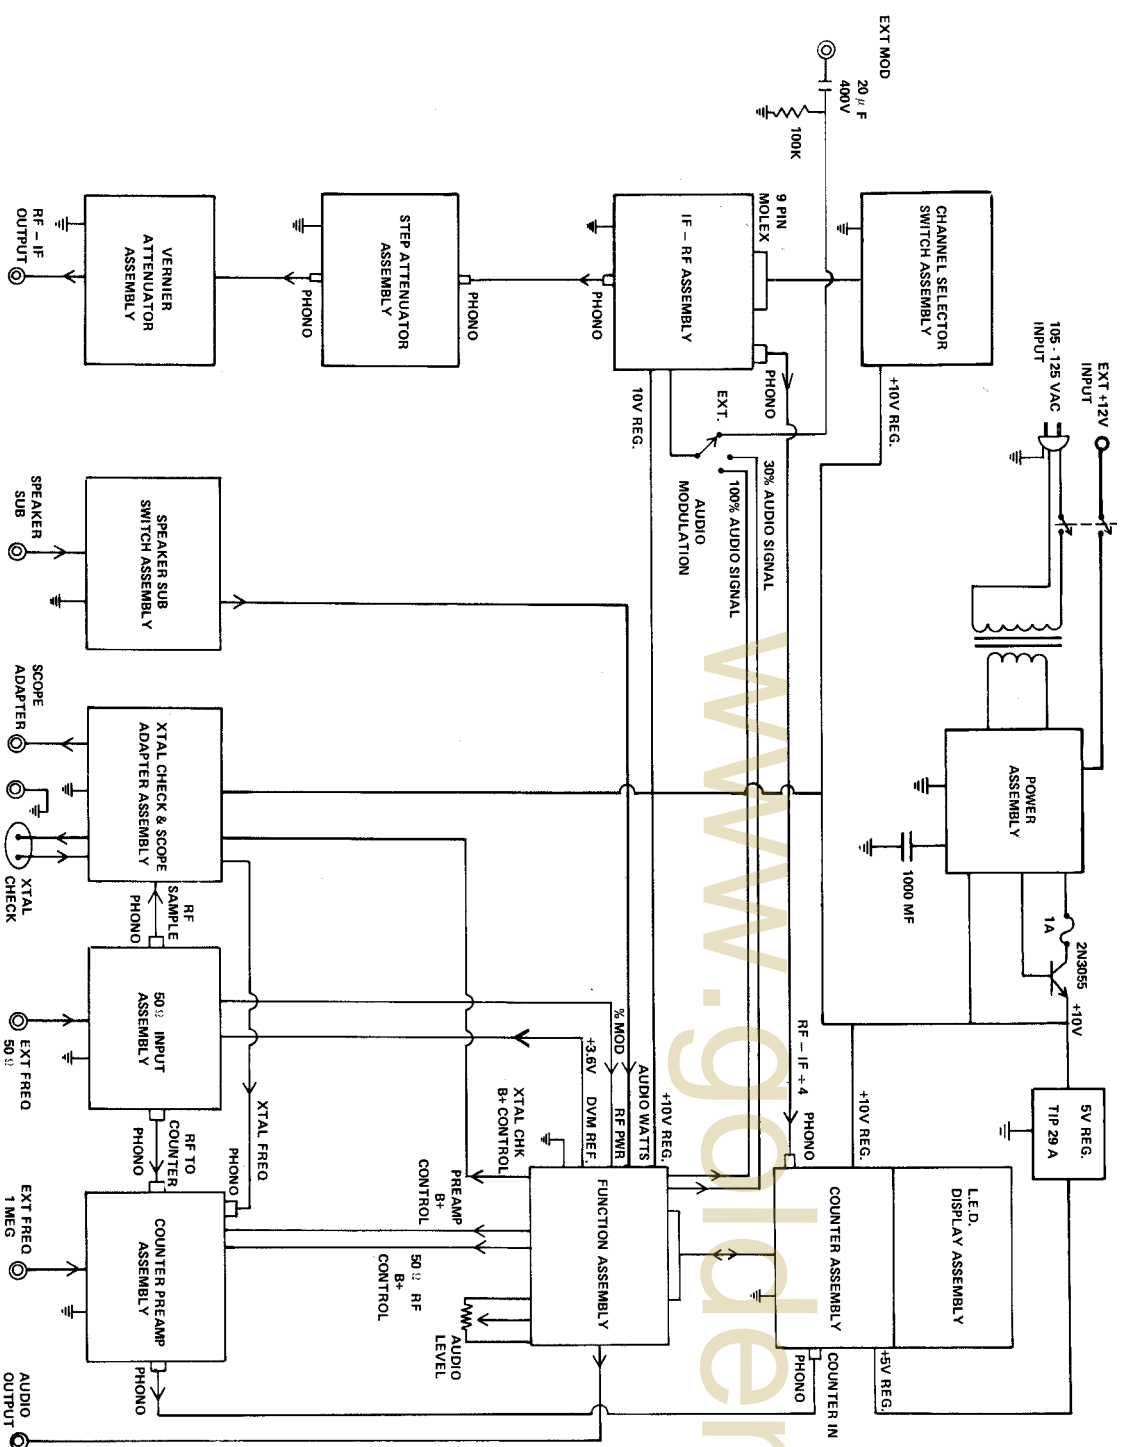 EXT MOD
20 µF
400V
100K
CHANNEL SELECTOR
SWITCH ASSEMBLY
+10V REG.
9 PIN
MOLEX
IF – RF ASSEMBLY
PHONO
PHONO
10V REG.
STEP ATTENUATOR
ASSEMBLY
PHONO
PHONO
VERNIER
ATTENUATOR
ASSEMBLY
RF – IF
OUTPUT
EXT +12V
INPUT
105 - 125 VAC
INPUT
EXT.
30% AUDIO SIGNAL
100% AUDIO SIGNAL
AUDIO
MODULATION
SPEAKER SUB
SWITCH ASSEMBLY
SPEAKER
SUB
POWER
ASSEMBLY
1000 MF
1A
2N3055
+10V
5V REG.
TIP 29 A
XTAL CHECK & SCOPE
ADAPTER ASSEMBLY
SCOPE
ADAPTER
XTAL
CHECK
RF
SAMPLE
PHONO
50Ω INPUT
ASSEMBLY
EXT FREQ
50 Ω
RF TO
COUNTER
PHONO
XTAL FREQ
PHONO
COUNTER PREAMP
ASSEMBLY
EXT FREQ
1 MEG
PHONO
AUDIO
OUTPUT
RF – IF ÷ 4
PHONO
+10V REG.
+10V REG.
AUDIO WATTS
% MOD
RF PWR
+3.6V
DVM REF.
XTAL CHK
B+ CONTROL
PREAMP
B+
CONTROL
50 Ω RF
B+
CONTROL
FUNCTION ASSEMBLY
AUDIO
LEVEL
L.E.D.
DISPLAY ASSEMBLY
COUNTER ASSEMBLY
+5V REG.
COUNTER IN
PHONO
www.golder